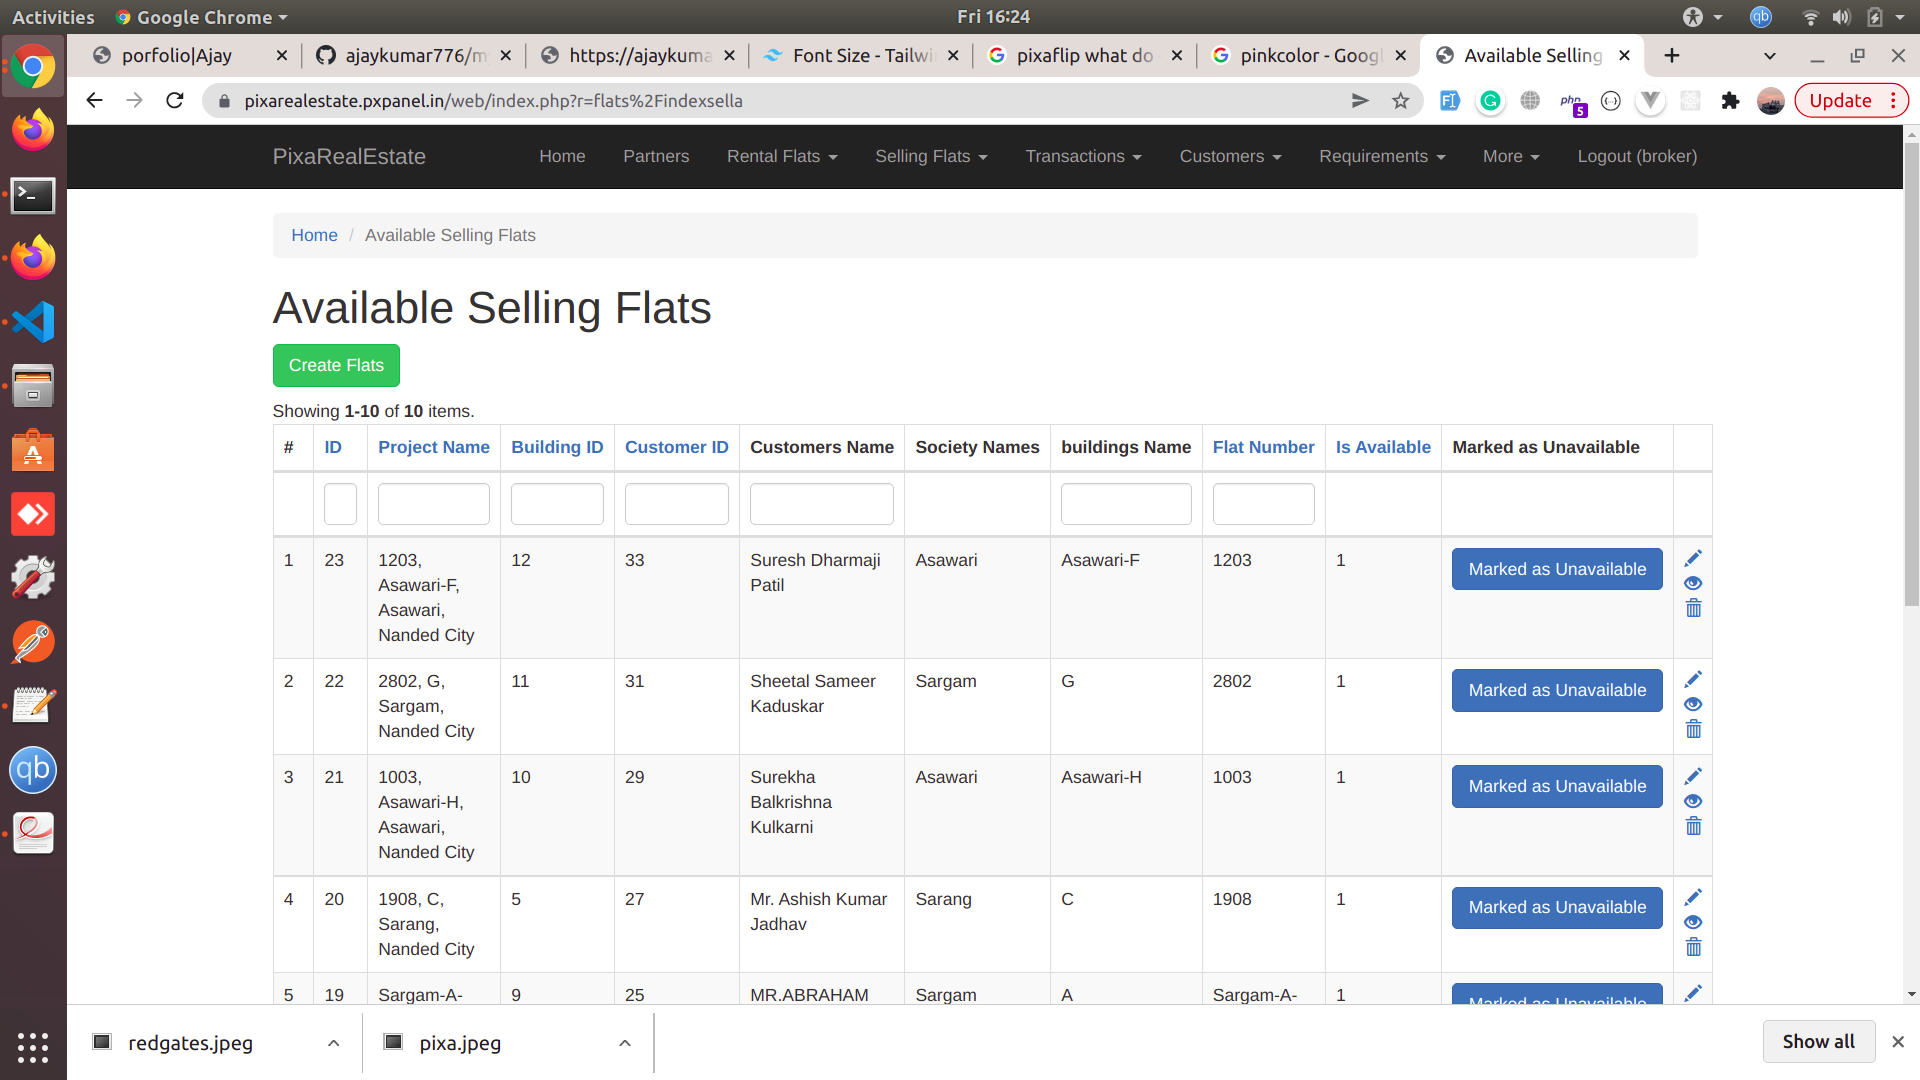 Activities Google Chrome Fri 16:24
porfolio|Ajay ajaykumar776/m https://ajaykuma Font Size - Tailwi pixaflip what do pinkcolor - Googl Available Selling
pixarealestate.pxpanel.in/web/index.php?r=flats%2Findexsella php 5 Update
PixaRealEstate Home Partners Rental Flats Selling Flats Transactions Customers Requirements More Logout (broker)
Home / Available Selling Flats
Available Selling Flats
Create Flats
Showing 1-10 of 10 items.
# ID Project Name Building ID Customer ID Customers Name Society Names buildings Name Flat Number Is Available Marked as Unavailable
1 23 1203, 12 33 Suresh Dharmaji Asawari Asawari-F 1203 1 Marked as Unavailable
Asawari-F, Patil
Asawari,
Nanded City
2 22 2802, G, 11 31 Sheetal Sameer Sargam G 2802 1 Marked as Unavailable
Sargam, Kaduskar
Nanded City
3 21 1003, 10 29 Surekha Asawari Asawari-H 1003 1 Marked as Unavailable
Asawari-H, Balkrishna
Asawari, Kulkarni
Nanded City
4 20 1908, C, 5 27 Mr. Ashish Kumar Sarang C 1908 1 Marked as Unavailable
Sarang, Jadhav
Nanded City
5 19 Sargam-A- 9 25 MR.ABRAHAM Sargam A Sargam-A- 1 Marked as Unavailable
qb
redgates.jpeg pixa.jpeg Show all